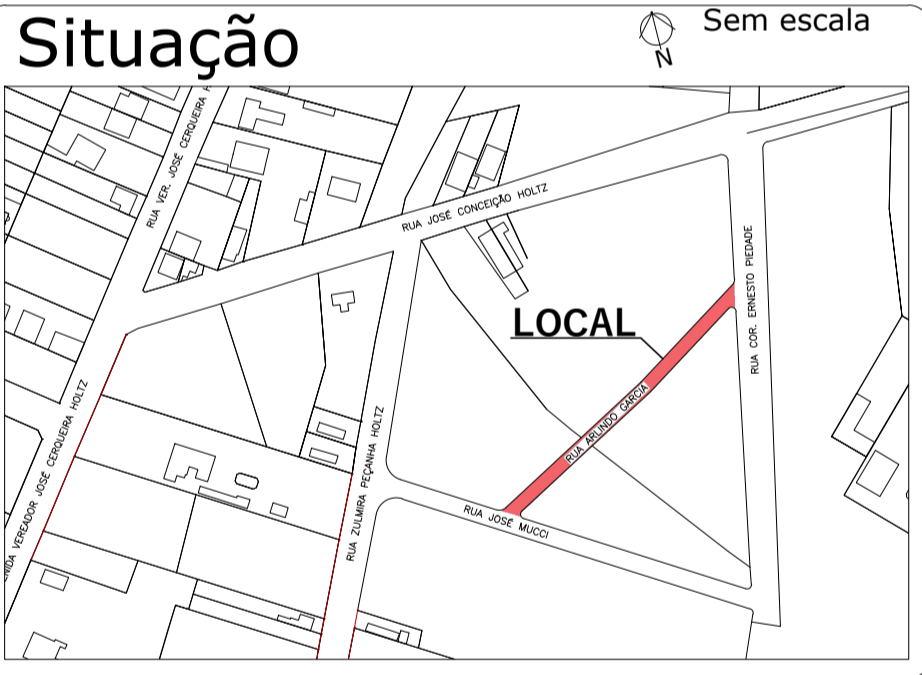 Situação
Sem escala
N
RUA VER. JOSÉ CERQUEIRA
RUA JOSÉ CONCEIÇÃO HOLTZ
RUA COR. ERNESTO PIEDADE
LOCAL
RUA ARLINDO GARCIA
VEREADOR JOSÉ CERQUEIRA HOLTZ
RUA ZULMIRA PEÇANHA HOLTZ
RUA JOSÉ MUCCI